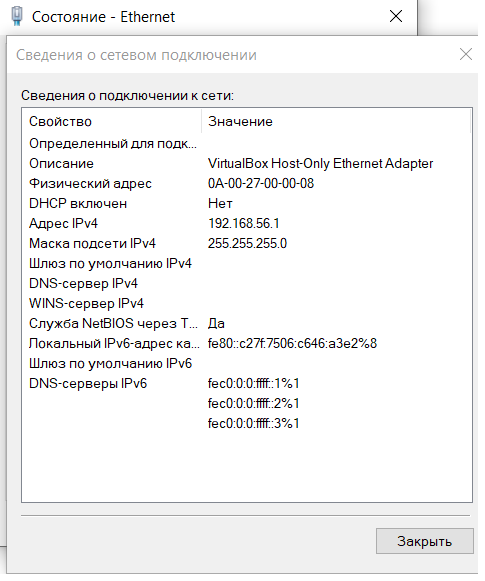 Состояние - Ethernet
Сведения о сетевом подключении
Сведения о подключении к сети:
Свойство Значение
Определенный для подк...
Описание VirtualBox Host-Only Ethernet Adapter
Физический адрес 0A-00-27-00-00-08
DHCP включен Нет
Адрес IPv4 192.168.56.1
Маска подсети IPv4 255.255.255.0
Шлюз по умолчанию IPv4
DNS-сервер IPv4
WINS-сервер IPv4
Служба NetBIOS через T... Да
Локальный IPv6-адрес ка... fe80::c27f:7506:c646:a3e2%8
Шлюз по умолчанию IPv6
DNS-серверы IPv6 fec0:0:0:ffff::1%1
fec0:0:0:ffff::2%1
fec0:0:0:ffff::3%1
Закрыть